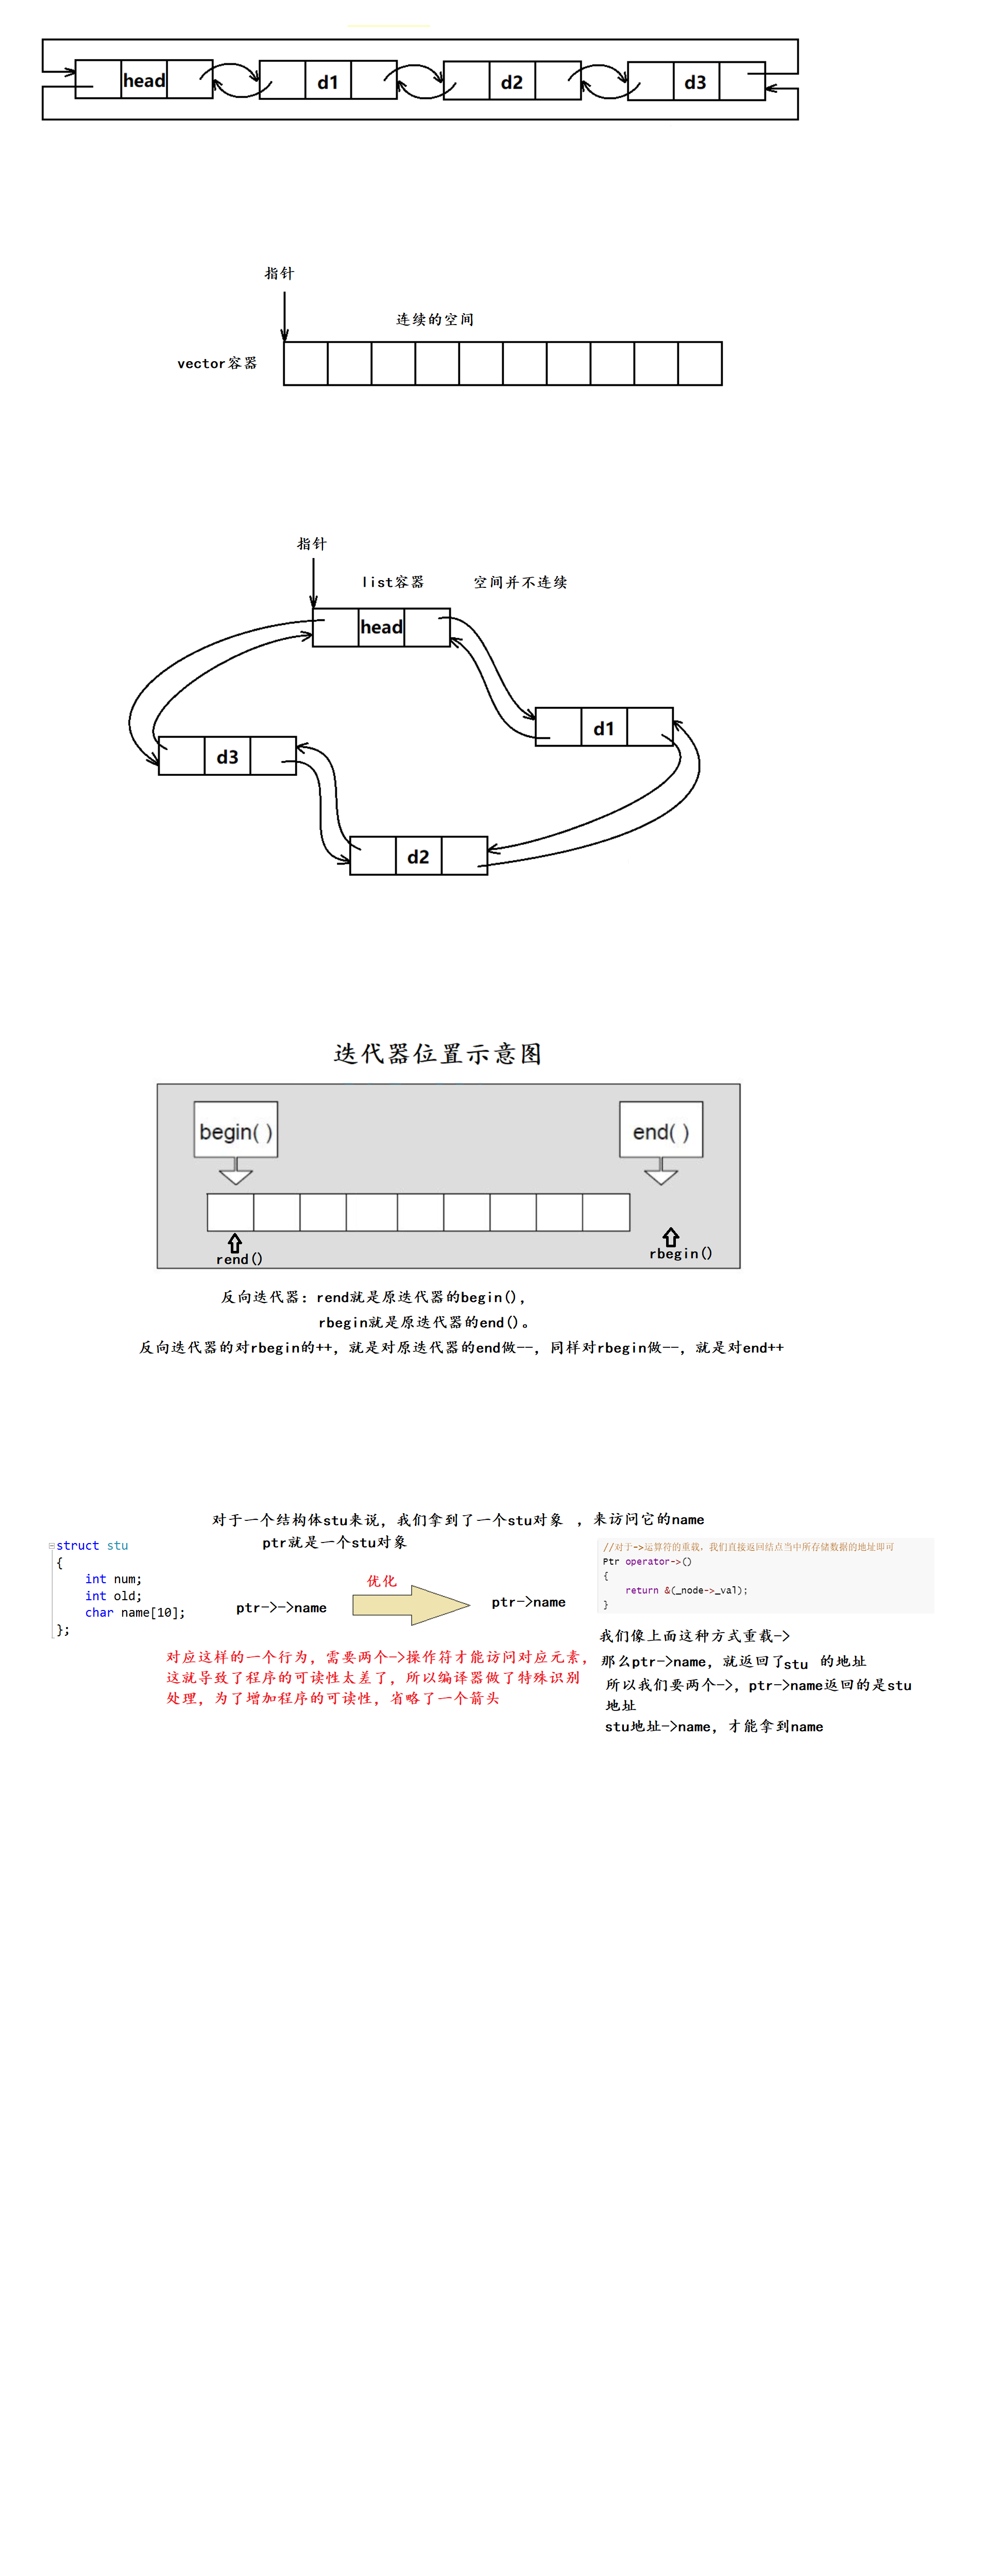 head
d1
d2
d3
指针
连续的空间
vector容器
指针
list容器 空间并不连续
head
d1
d3
d2
迭代器位置示意图
begin( ) end( )
rend() rbegin()
反向迭代器：rend就是原迭代器的begin()，
rbegin就是原迭代器的end()。
反向迭代器的对rbegin的++，就是对原迭代器的end做--，同样对rbegin做--，就是对end++
对于一个结构体stu来说，我们拿到了一个stu对象 ，来访问它的name
ptr就是一个stu对象
struct stu
{
int num;
int old;
char name[10];
};
ptr->->name
优化
ptr->name
//对于->运算符的重载，我们直接返回结点当中所存储数据的地址即可
Ptr operator->()
{
return &(_node->_val);
}
对应这样的一个行为，需要两个->操作符才能访问对应元素，
这就导致了程序的可读性太差了，所以编译器做了特殊识别
处理，为了增加程序的可读性，省略了一个箭头
我们像上面这种方式重载->
那么ptr->name，就返回了stu 的地址
所以我们要两个->，ptr->name返回的是stu
地址
stu地址->name，才能拿到name